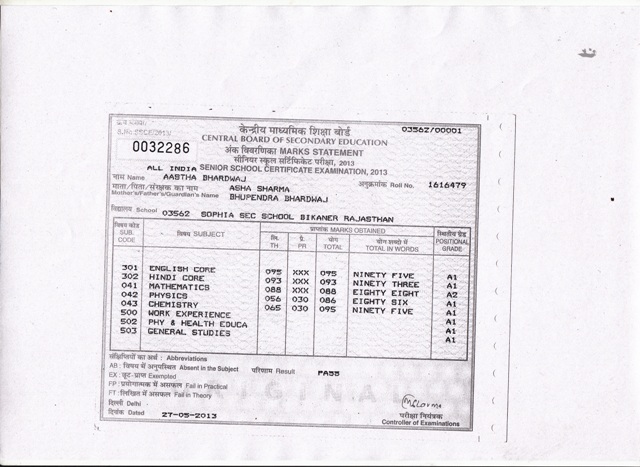 03562/00001
केन्द्रीय माध्यमिक शिक्षा बोर्ड
CENTRAL BOARD OF SECONDARY EDUCATION
0032286
अंक विवरणिका MARKS STATEMENT
सीनियर स्कूल सर्टिफिकेट परीक्षा, 2013
ALL INDIA SENIOR SCHOOL CERTIFICATE EXAMINATION, 2013
नाम Name AASTHA BHARDWAJ
अनुक्रमांक Roll No. 1616479
माता/पिता/संरक्षक का नाम ASHA SHARMA
Mother's/Father's/Guardian's Name BHUPENDRA BHARDWAJ
विद्यालय School 03562 SOPHIA SEC SCHOOL BIKANER RAJASTHAN
विषय कोड विषय SUBJECT प्राप्तांक MARKS OBTAINED स्थितीय ग्रेड
SUB. CODE लि. TH प्रे. PR योग TOTAL योग शब्दों में TOTAL IN WORDS POSITIONAL GRADE
301 ENGLISH CORE 095 XXX 095 NINETY FIVE A1
302 HINDI CORE 093 XXX 093 NINETY THREE A1
041 MATHEMATICS 088 XXX 088 EIGHTY EIGHT A2
042 PHYSICS 056 030 086 EIGHTY SIX A1
043 CHEMISTRY 065 030 095 NINETY FIVE A1
500 WORK EXPERIENCE A1
502 PHY & HEALTH EDUCA A1
503 GENERAL STUDIES A1
संक्षिप्तियों का अर्थ : Abbreviations
AB : विषय में अनुपस्थित Absent in the Subject परिणाम Result PASS
EX : छूट-प्राप्त Exempted
FP : प्रयोगात्मक में असफल Fail in Practical
FT : लिखित में असफल Fail in Theory
दिल्ली Delhi
दिनांक Dated 27-05-2013
परीक्षा नियंत्रक
Controller of Examinations